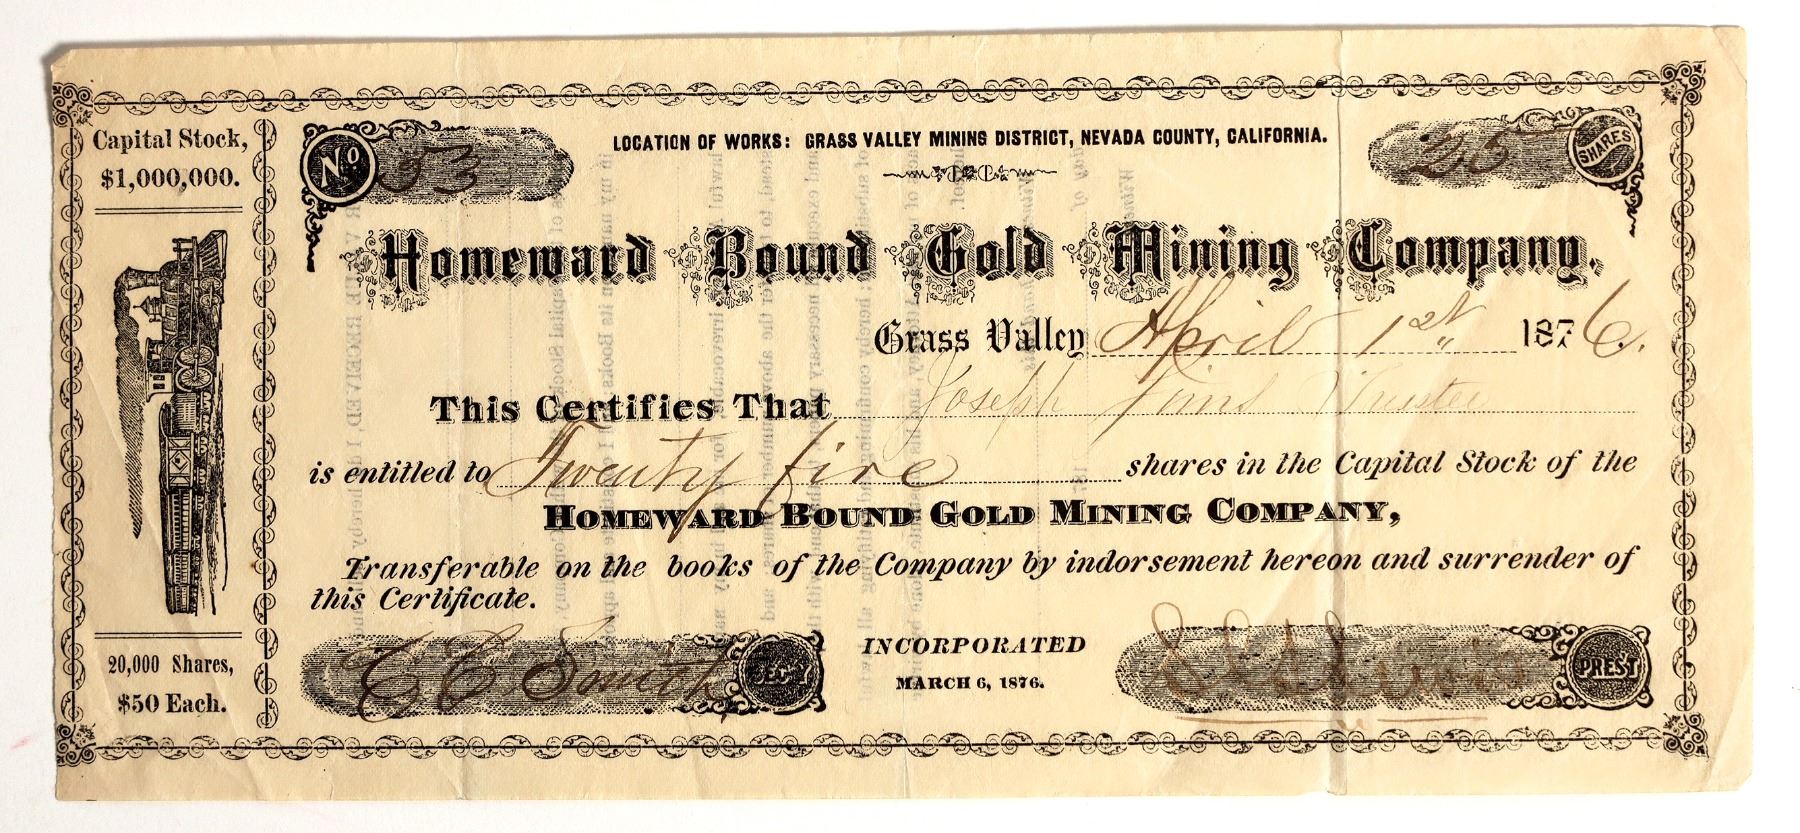 Capital Stock,
$1,000,000.
20,000 Shares,
$50 Each.
No 33
LOCATION OF WORKS: GRASS VALLEY MINING DISTRICT, NEVADA COUNTY, CALIFORNIA.
25 SHARES
Homeward Bound Gold Mining Company.
Grass Valley April 1st 1876.
This Certifies That Joseph Sims Trustee
is entitled to Twenty five shares in the Capital Stock of the
HOMEWARD BOUND GOLD MINING COMPANY,
Transferable on the books of the Company by indorsement hereon and surrender of
this Certificate.
C C Smith SECY
INCORPORATED
MARCH 6, 1876.
PREST